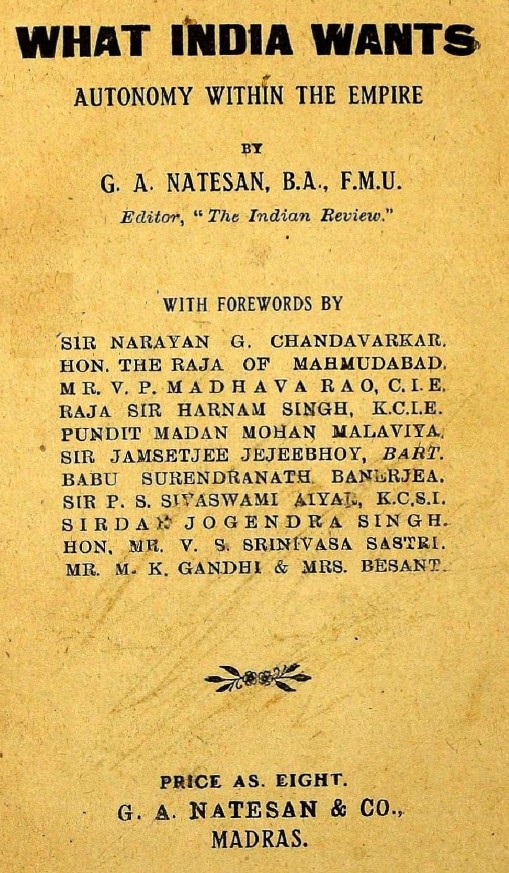 WHAT INDIA WANTS
AUTONOMY WITHIN THE EMPIRE
BY
G. A. NATESAN, B.A., F.M.U.
Editor, "The Indian Review."
WITH FOREWORDS BY
SIR NARAYAN G. CHANDAVARKAR.
HON. THE RAJA OF MAHMUDABAD.
MR. V. P. MADHAVA RAO, C.I.E.
RAJA SIR HARNAM SINGH, K.C.I.E.
PUNDIT MADAN MOHAN MALAVIYA.
SIR JAMSETJEE JEJEEBHOY, BART.
BABU SURENDRANATH BANERJEA.
SIR P. S. SIVASWAMI AIYAR, K.C.S.I.
SIRDAR JOGENDRA SINGH.
HON. MR. V. S. SRINIVASA SASTRI.
MR. M. K. GANDHI & MRS. BESANT.
PRICE AS. EIGHT.
G. A. NATESAN & CO.,
MADRAS.